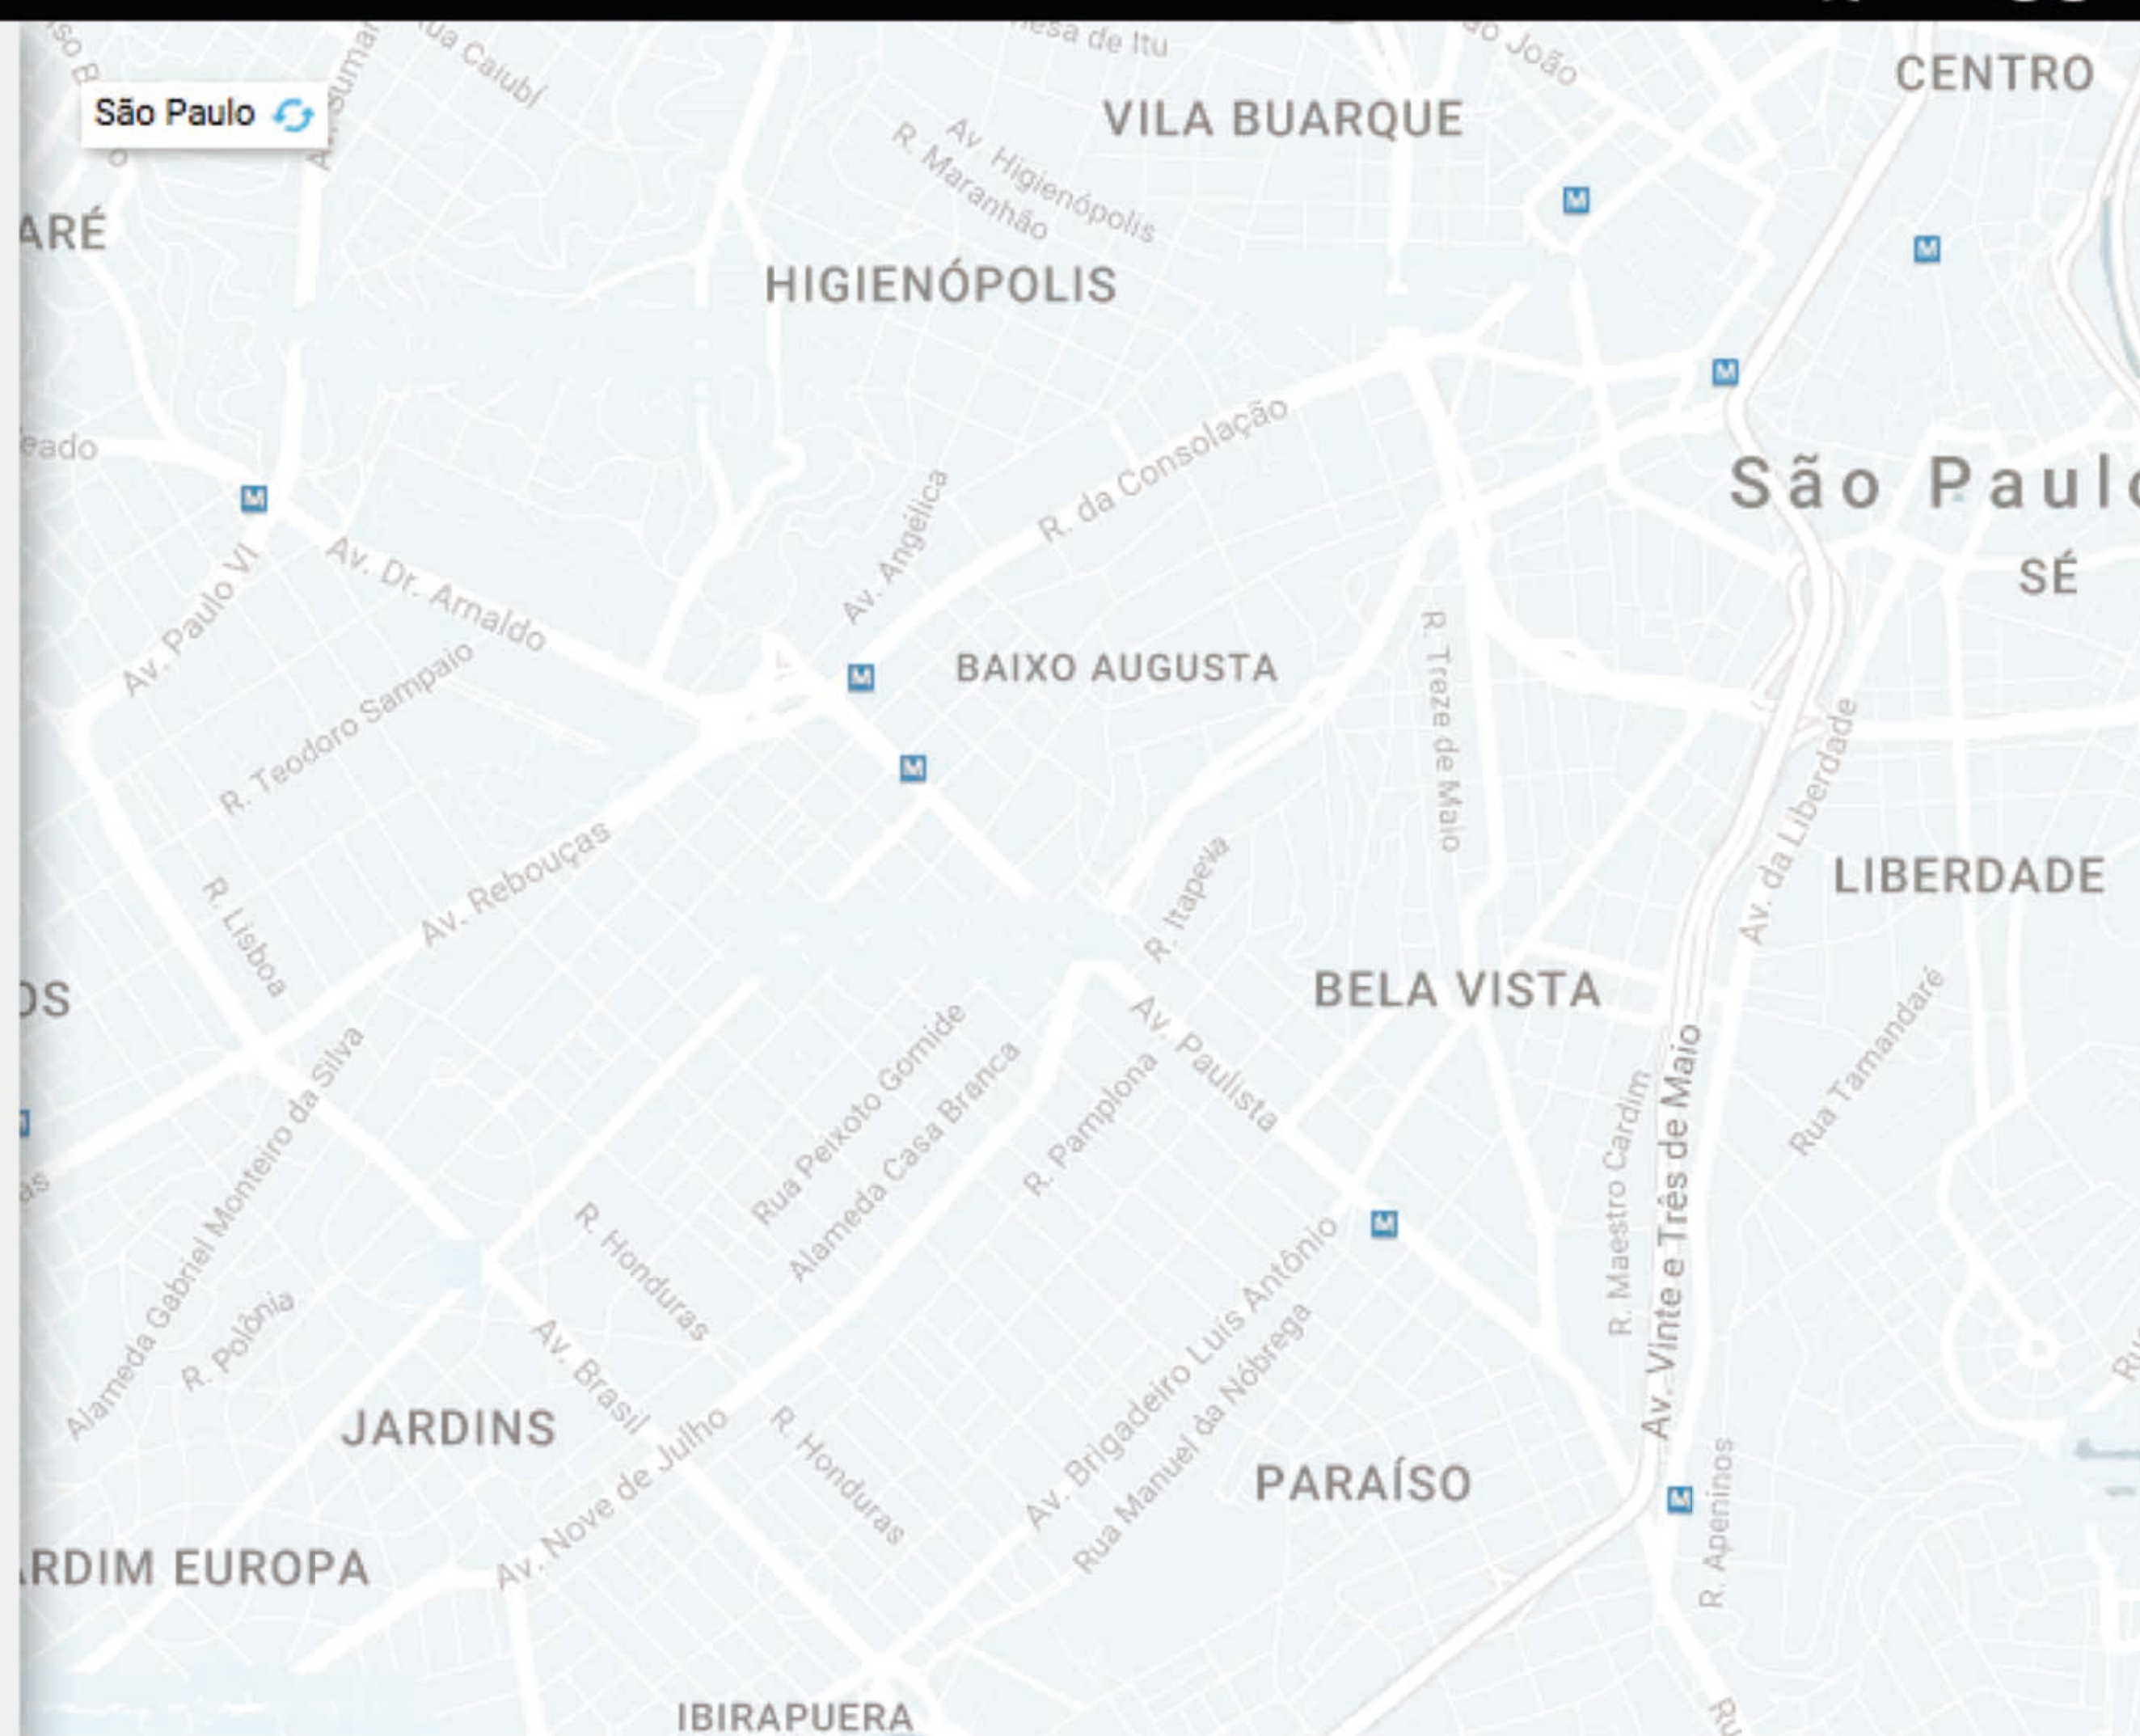 Rua Caiubí
São João
CENTRO
São Paulo
VILA BUARQUE
Av. Higienópolis
R. Maranhão
HIGIENÓPOLIS
R. da Consolação
Av. Angélica
São Paulo
SÉ
Av. Paulo VI
Av. Dr. Arnaldo
R. Teodoro Sampaio
BAIXO AUGUSTA
R. Treze de Maio
Av. da Liberdade
LIBERDADE
Av. Rebouças
R. Lisboa
R. Itapeva
BELA VISTA
Av. Paulista
Rua Tamandaré
Alameda Gabriel Monteiro da Silva
Rua Peixoto Gomide
Alameda Casa Branca
R. Pamplona
R. Maestro Cardim
Av. Vinte e Três de Maio
R. Honduras
R. Polônia
Av. Brasil
JARDINS
Av. Nove de Julho
R. Honduras
Av. Brigadeiro Luís Antônio
Rua Manuel da Nóbrega
PARAÍSO
R. Apeninos
EUROPA
IBIRAPUERA